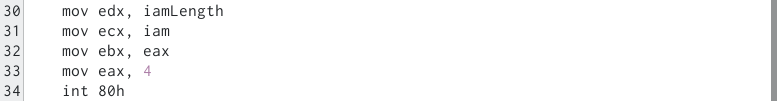 30 mov edx, iamLength
31 mov ecx, iam
32 mov ebx, eax
33 mov eax, 4
34 int 80h